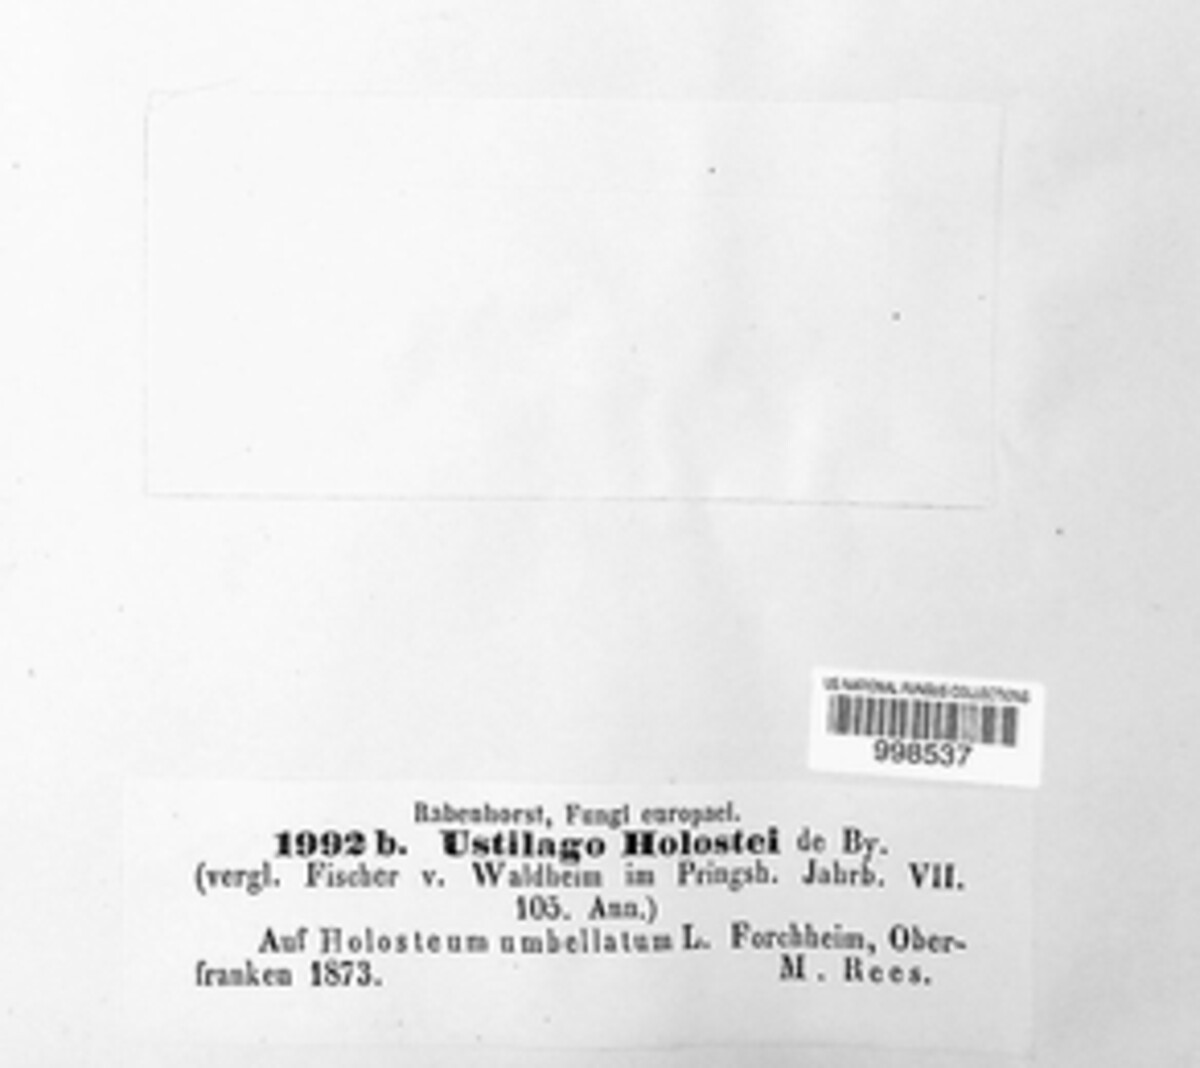 US NATIONAL FUNGUS COLLECTIONS
998537
Rabenhorst, Fungi europaei.
1992 b. Ustilago Holostei de By.
(vergl. Fischer v. Waldheim im Pringsh. Jahrb. VII.
105. Ann.)
Auf Holosteum umbellatum L. Forchheim, Ober-
franken 1873. M. Rees.